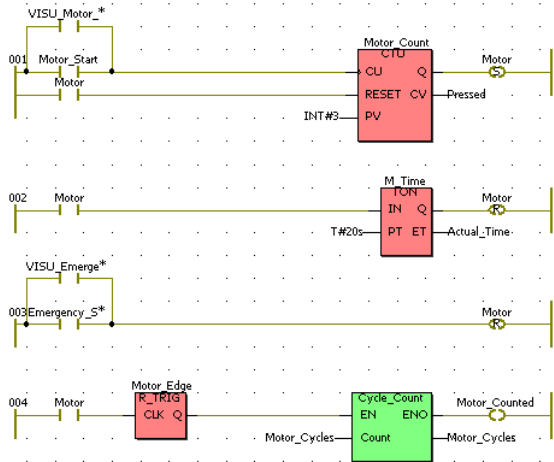 VISU_Motor_*
001 Motor_Start
Motor
Motor_Count
CTU
CU Q
RESET CV
INT#3 PV
Motor
S
Pressed
002 Motor
M_Time
TON
IN Q
T#20s PT ET
Motor
R
Actual_Time
VISU_Emerge*
003 Emergency_S*
Motor
R
004 Motor
Motor_Edge
R_TRIG
CLK Q
Cycle_Count
EN ENO
Motor_Cycles Count
Motor_Counted
Motor_Cycles